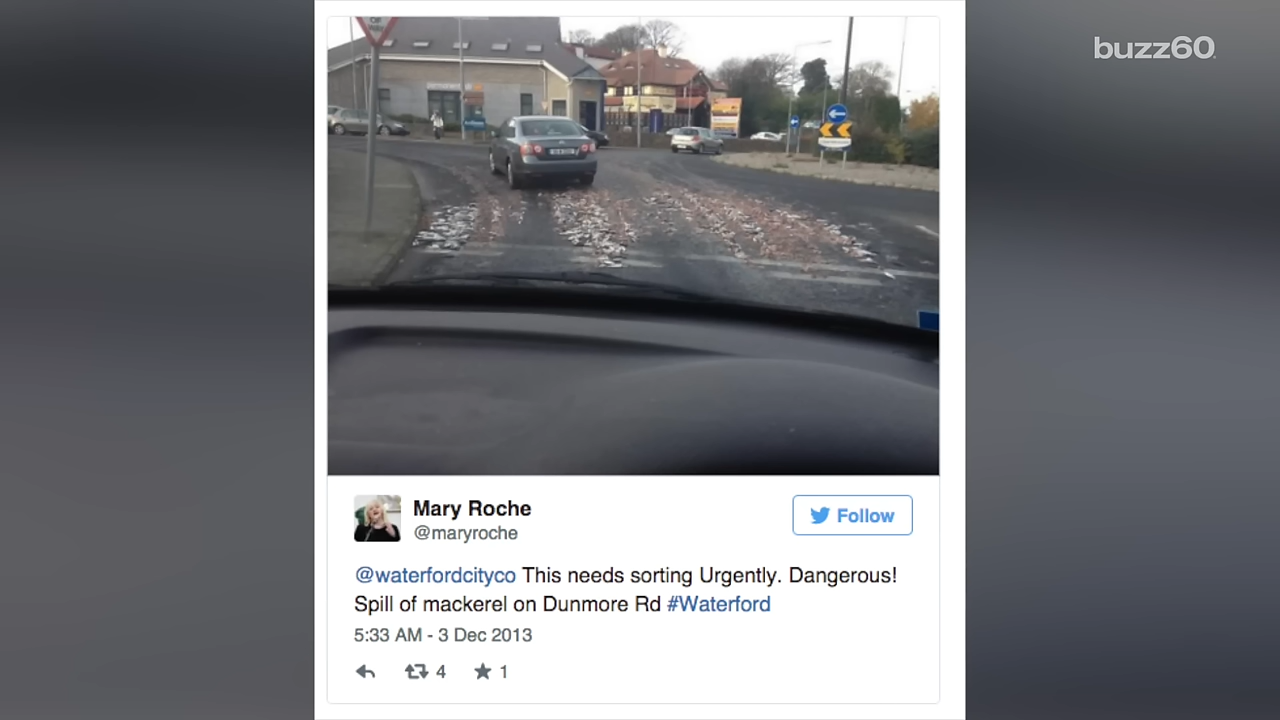 buzz60
Mary Roche
@maryroche
Follow
@waterfordcityco This needs sorting Urgently. Dangerous!
Spill of mackerel on Dunmore Rd #Waterford
5:33 AM - 3 Dec 2013
4
1